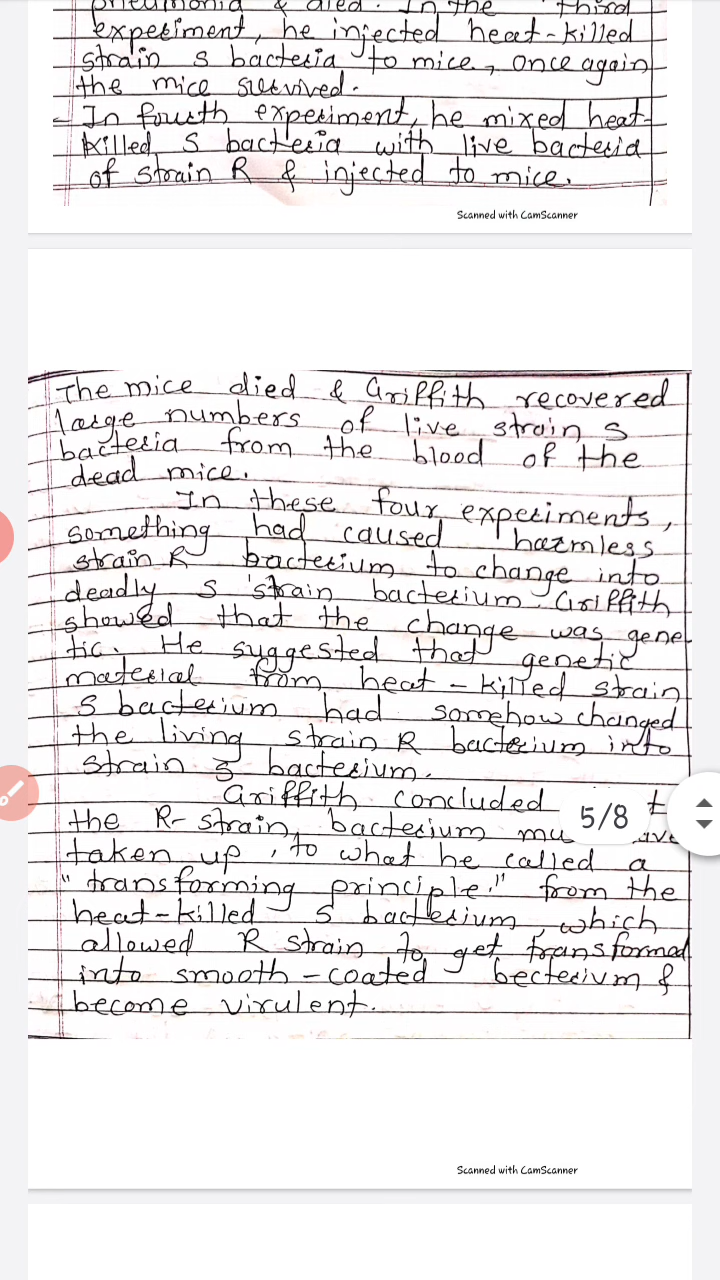 pneumonia & died. In the third
experiment, he injected heat-killed
strain s bacteria to mice, once again
the mice survived.
- In fourth experiment, he mixed heat-
killed S bacteria with live bacteria
of strain R & injected to mice.
Scanned with CamScanner
The mice died & Griffith recovered
large numbers of live strain s
bacteria from the blood of the
dead mice.
In these four experiments,
something had caused harmless
strain R bacterium to change into
deadly s strain bacterium. Griffith
showed that the change was gene
tic. He suggested that genetic
material from heat-killed strain
S bacterium had somehow changed
the living strain R bacterium into
strain s bacterium.
Griffith concluded
5/8
the R-strain bacterium
taken up, to what he called a
"transforming principle." from the
heat-killed S bacterium, which
allowed R strain to get transformed
into smooth-coated becterium &
become virulent.
Scanned with CamScanner